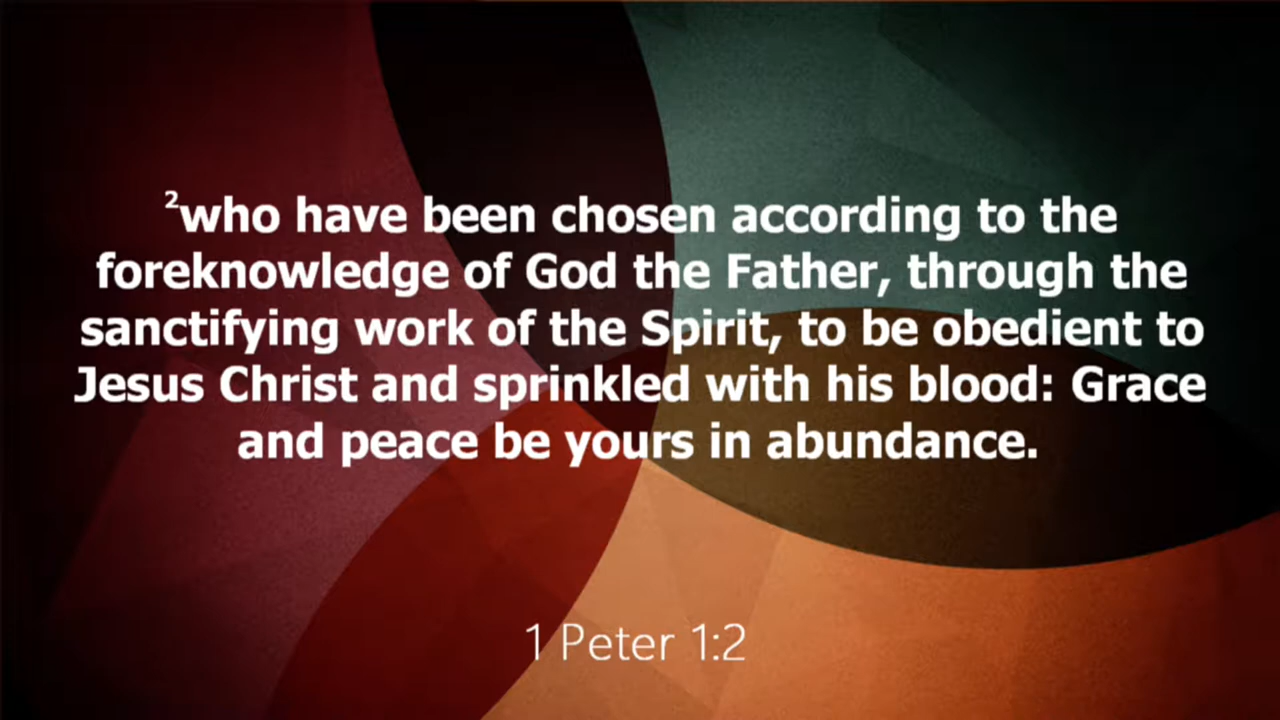 ²who have been chosen according to the
foreknowledge of God the Father, through the
sanctifying work of the Spirit, to be obedient to
Jesus Christ and sprinkled with his blood: Grace
and peace be yours in abundance.
1 Peter 1:2